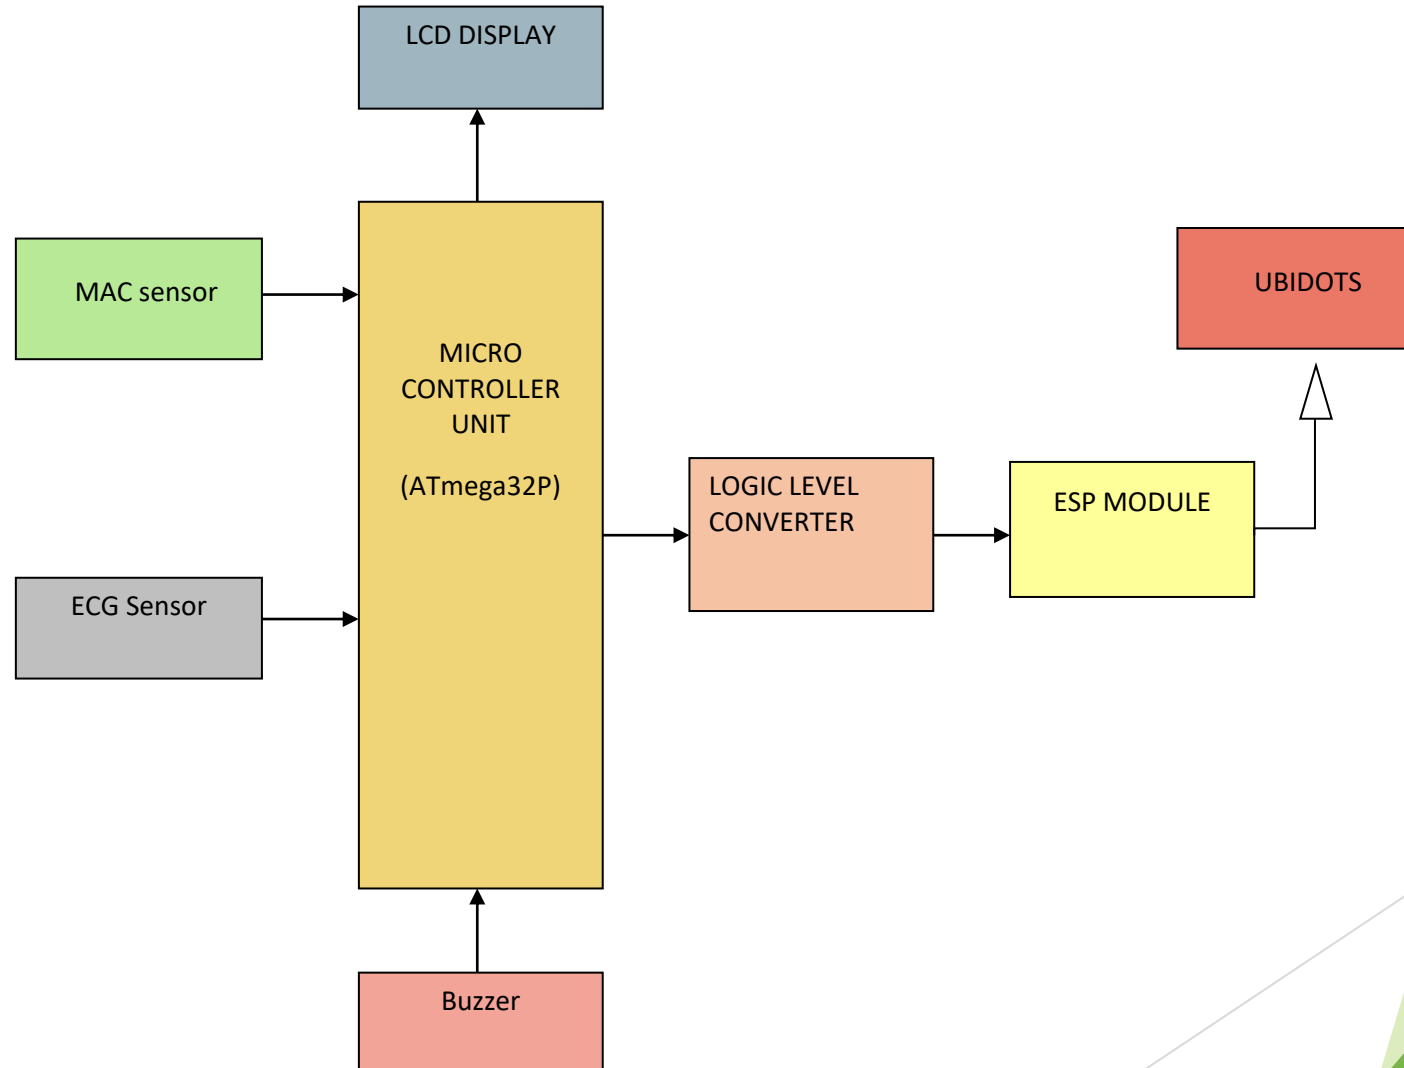 LCD DISPLAY
MAC sensor
UBIDOTS
MICRO
CONTROLLER
UNIT
(ATmega32P)
LOGIC LEVEL
CONVERTER
ESP MODULE
ECG Sensor
Buzzer